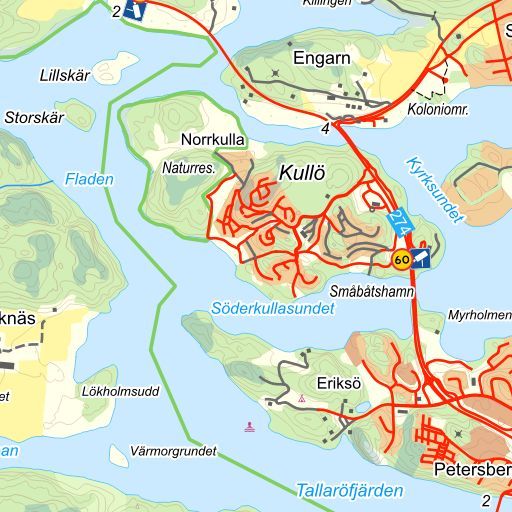 Killingen
2
Engarn
S
Lillskär
Koloniomr.
Storskär
4
Norrkulla
Naturres.
Kullö
Fladen
Kyrksundet
274
60
Småbåtshamn
Söderkullasundet
Myrholmen
knäs
Eriksö
Lökholmsudd
et
an
Värmorgrundet
Petersber
Tallaröfjärden
2